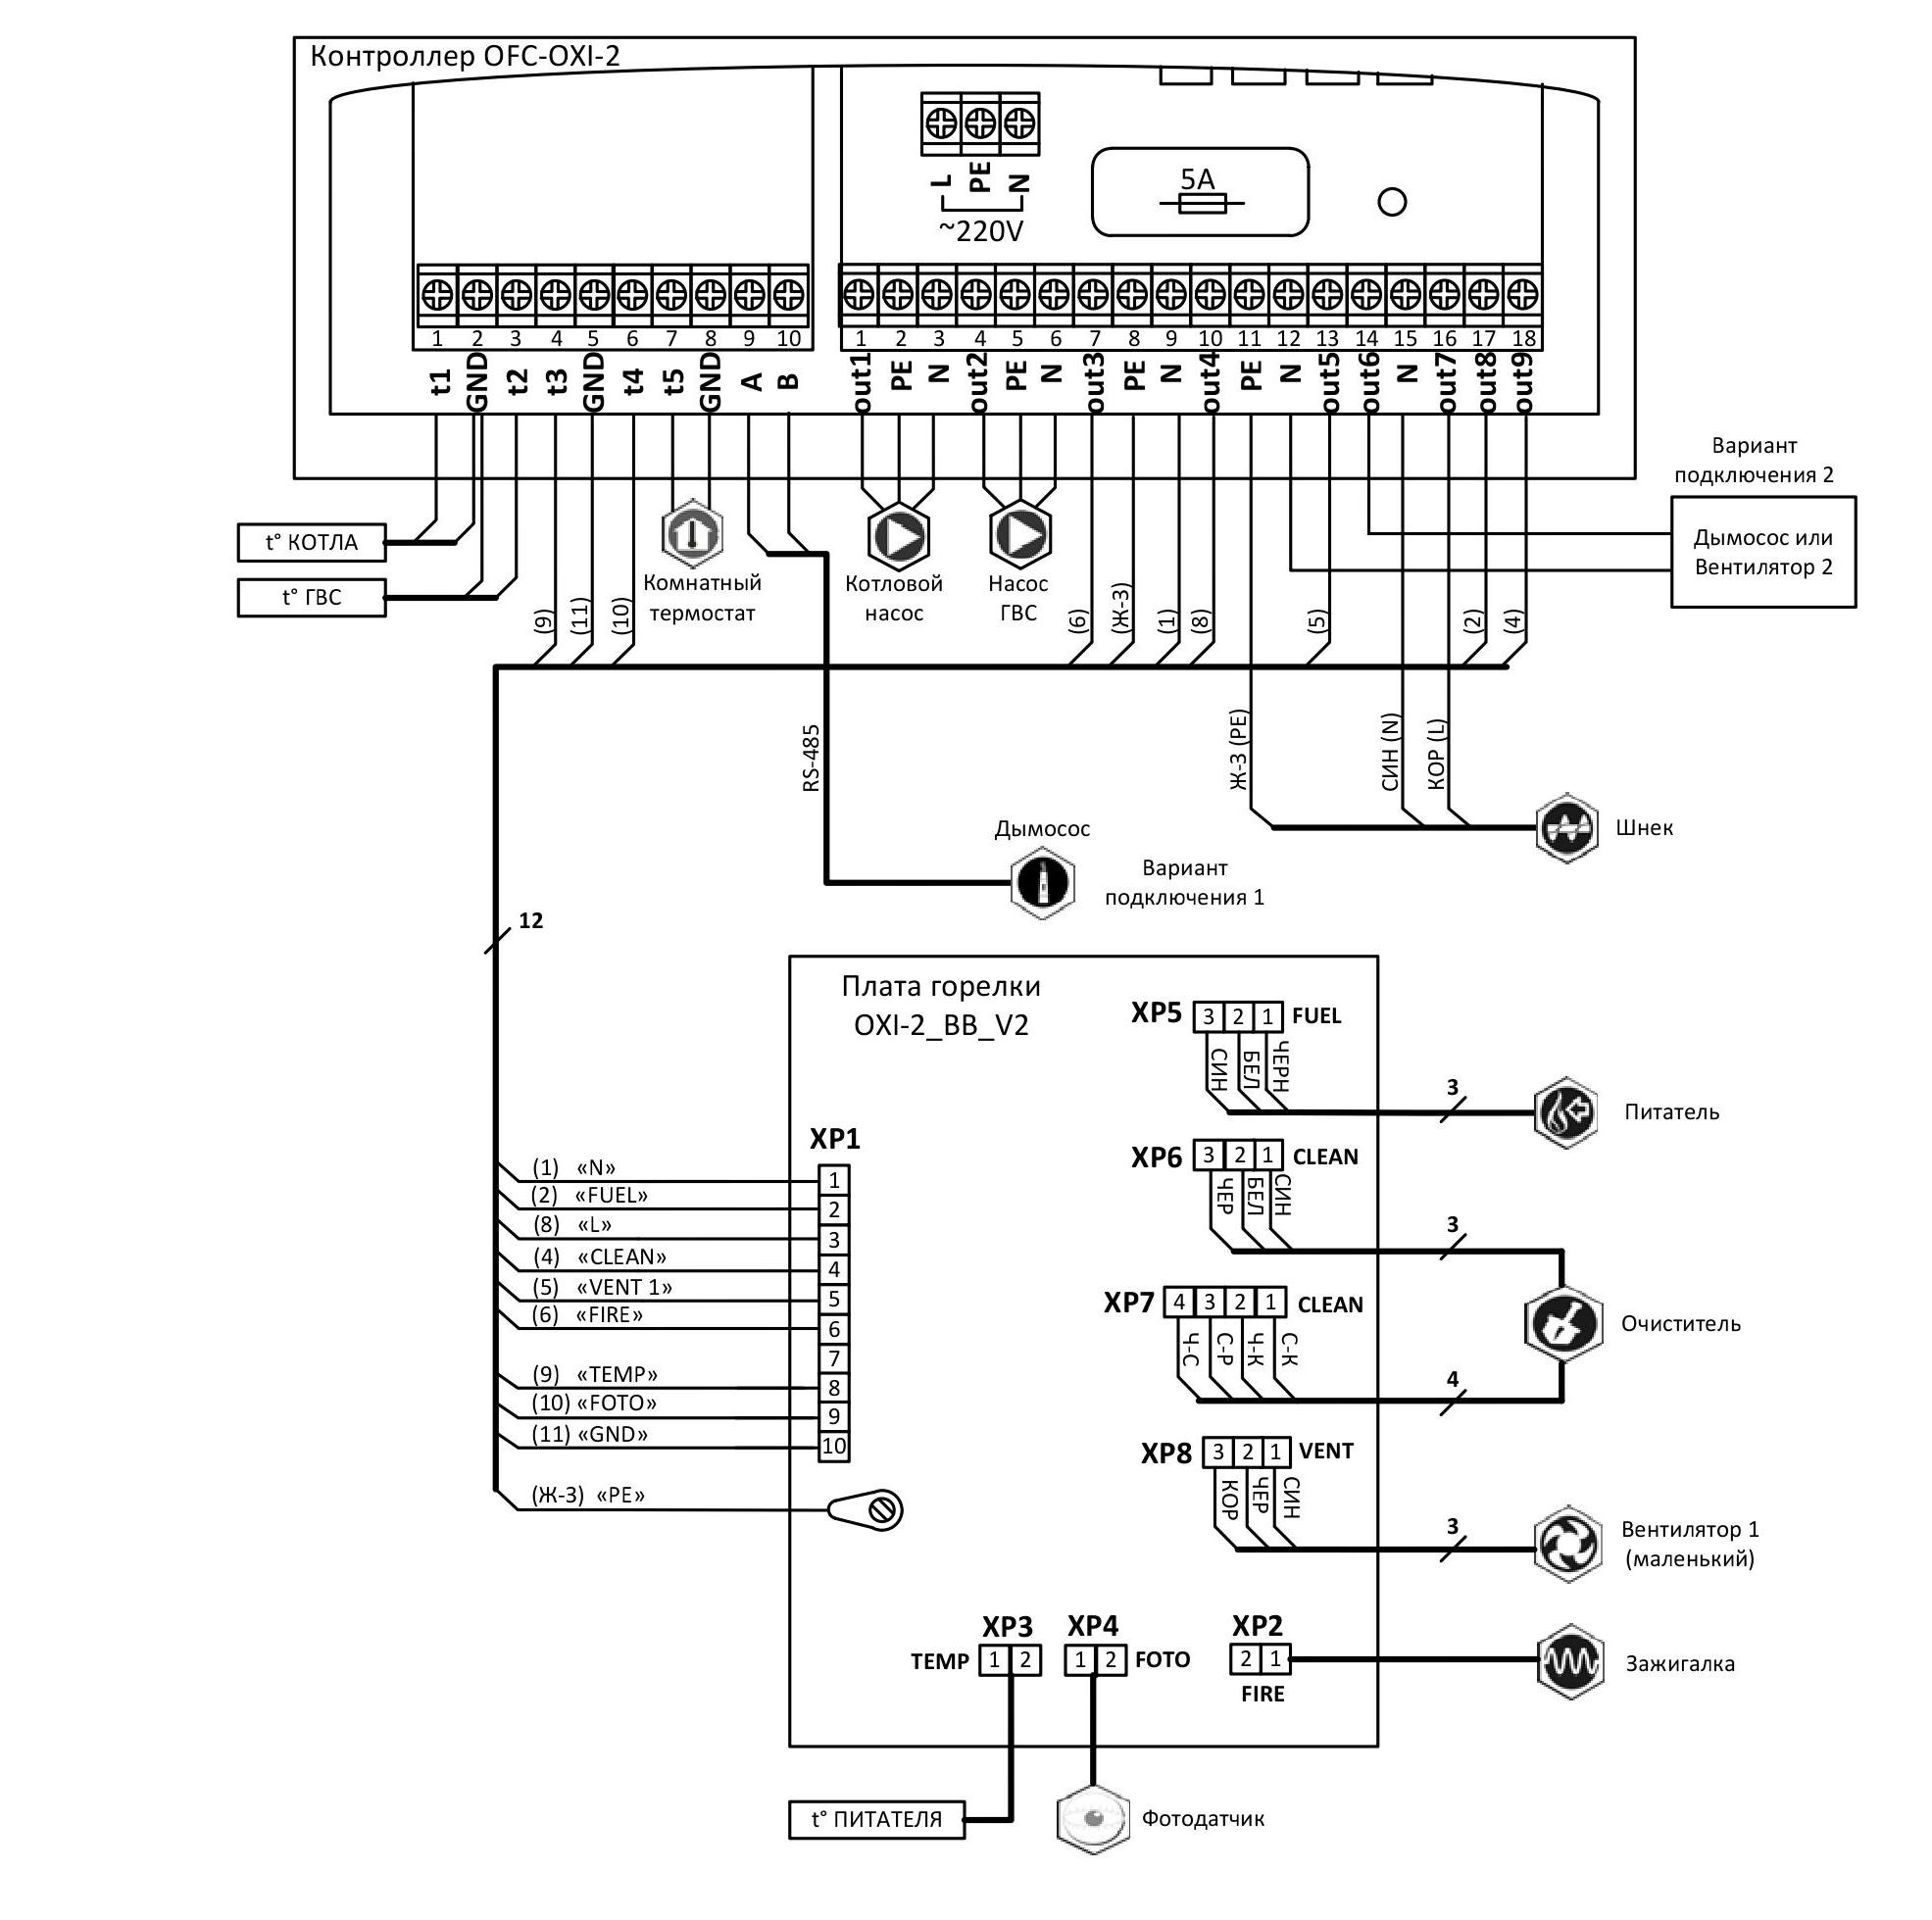 Контроллер OFC-OXI-2
L PE N
~220V
5A
1 2 3 4 5 6 7 8 9 10
t1 GND t2 t3 GND t4 t5 GND A B
1 2 3 4 5 6 7 8 9 10 11 12 13 14 15 16 17 18
out1 PE N out2 PE N out3 PE N out4 PE N out5 out6 N out7 out8 out9
Вариант
подключения 2
Дымосос или
Вентилятор 2
t° КОТЛА
t° ГВС
Комнатный
термостат
Котловой
насос
Насос
ГВС
(9) (11) (10)
(6) (Ж-З) (1) (8) (5) (2) (4)
RS-485
Ж-З (PE)
СИН (N)
КОР (L)
Шнек
Дымосос
Вариант
подключения 1
12
Плата горелки
OXI-2_BB_V2
XP5 3 2 1 FUEL
СИН БЕЛ ЧЕРН
3
Питатель
XP6 3 2 1 CLEAN
ЧЕР БЕЛ СИН
3
XP7 4 3 2 1 CLEAN
Ч-С С-Р Ч-К С-К
4
Очиститель
XP8 3 2 1 VENT
КОР ЧЕР СИН
3
Вентилятор 1
(маленький)
XP1
(1) «N» 1
(2) «FUEL» 2
(8) «L» 3
(4) «CLEAN» 4
(5) «VENT 1» 5
(6) «FIRE» 6
7
(9) «TEMP» 8
(10) «FOTO» 9
(11) «GND» 10
(Ж-З) «PE»
XP3
TEMP 1 2
XP4
1 2 FOTO
XP2
2 1
FIRE
Зажигалка
t° ПИТАТЕЛЯ
Фотодатчик